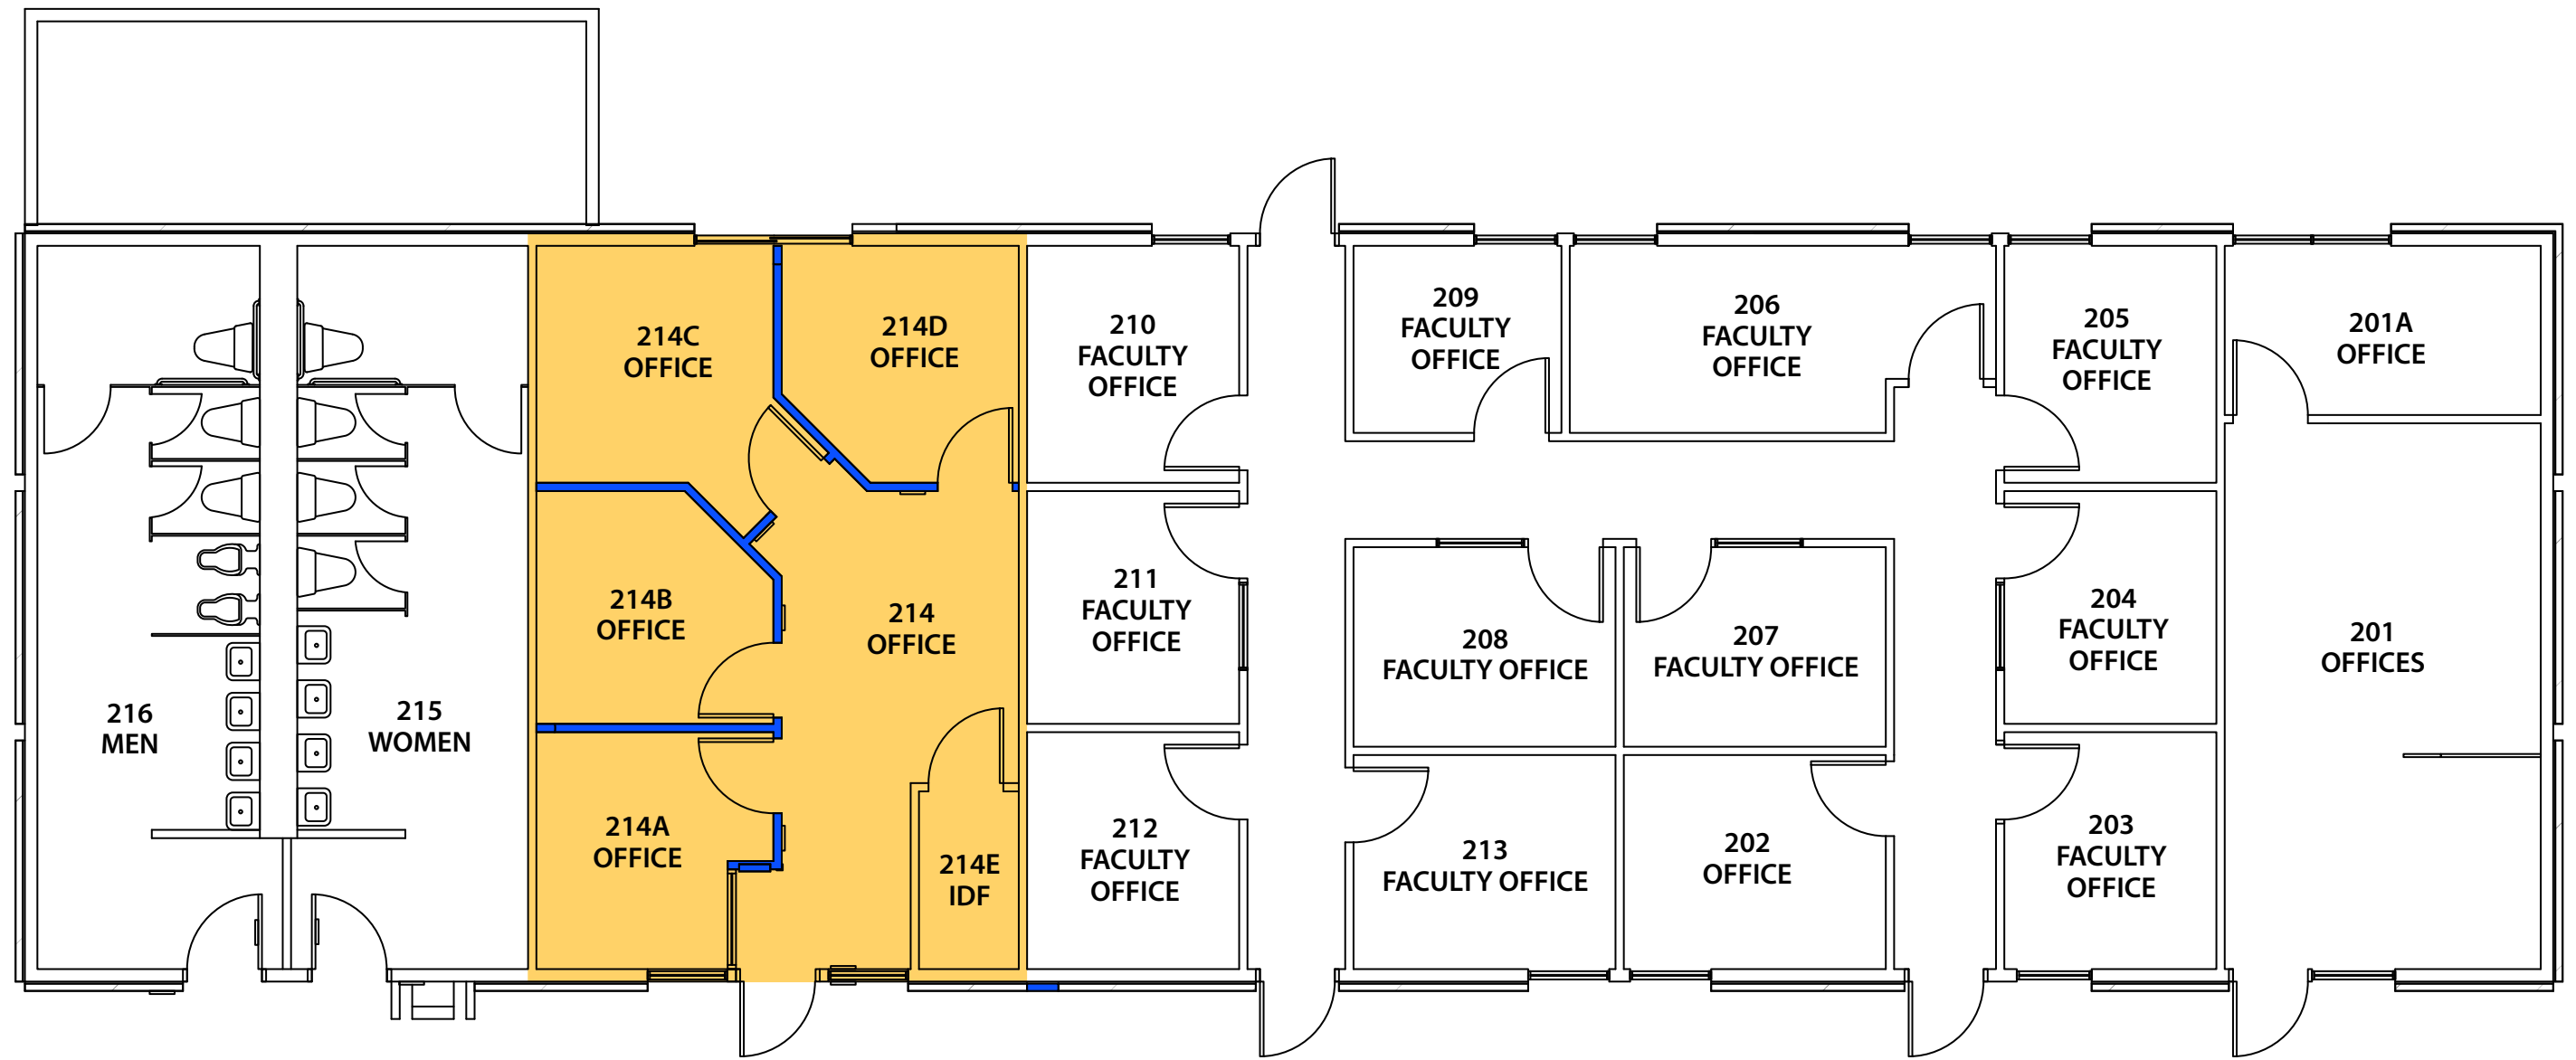 214C
OFFICE
214D
OFFICE
210
FACULTY
OFFICE
209
FACULTY
OFFICE
206
FACULTY
OFFICE
205
FACULTY
OFFICE
201A
OFFICE
214B
OFFICE
214
OFFICE
211
FACULTY
OFFICE
208
FACULTY OFFICE
207
FACULTY OFFICE
204
FACULTY
OFFICE
201
OFFICES
216
MEN
215
WOMEN
214A
OFFICE
214E
IDF
212
FACULTY
OFFICE
213
FACULTY OFFICE
202
OFFICE
203
FACULTY
OFFICE